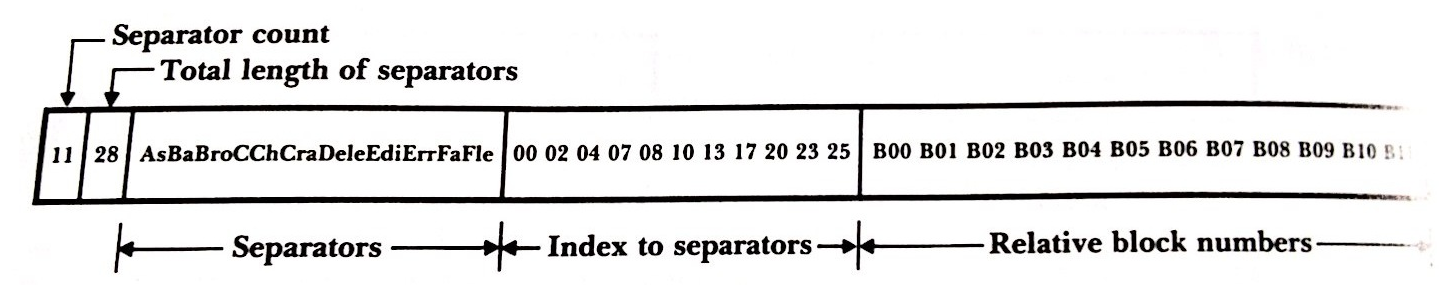 Separator count
Total length of separators
11 28 AsBaBroCChCraDeleEdiErrFaFle 00 02 04 07 08 10 13 17 20 23 25 B00 B01 B02 B03 B04 B05 B06 B07 B08 B09 B10
Separators Index to separators Relative block numbers